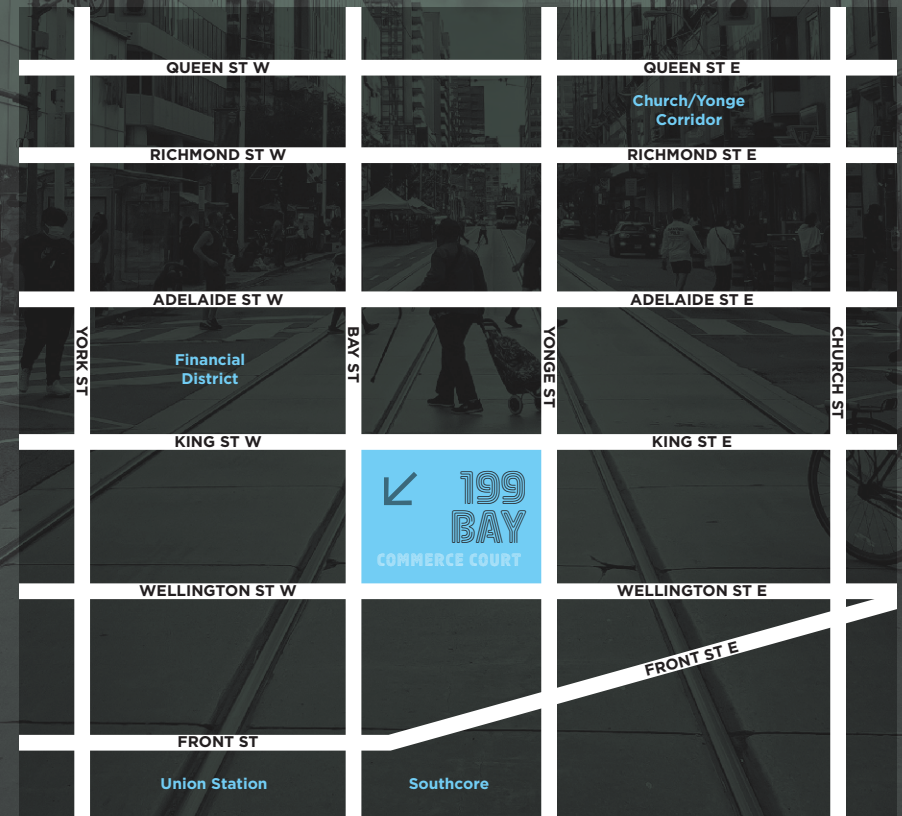 QUEEN ST W
QUEEN ST E
Church/Yonge
Corridor
RICHMOND ST W
RICHMOND ST E
ADELAIDE ST W
ADELAIDE ST E
YORK ST
BAY ST
YONGE ST
CHURCH ST
Financial
District
KING ST W
KING ST E
199
BAY
COMMERCE COURT
WELLINGTON ST W
WELLINGTON ST E
FRONT ST E
FRONT ST
Union Station
Southcore